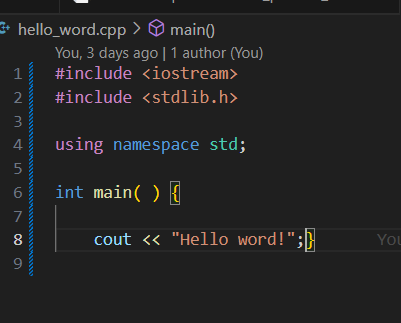 hello_word.cpp > main()
You, 3 days ago | 1 author (You)
1 #include <iostream>
2 #include <stdlib.h>
3
4 using namespace std;
5
6 int main( ) {
7
8 cout << "Hello word!";} You
9